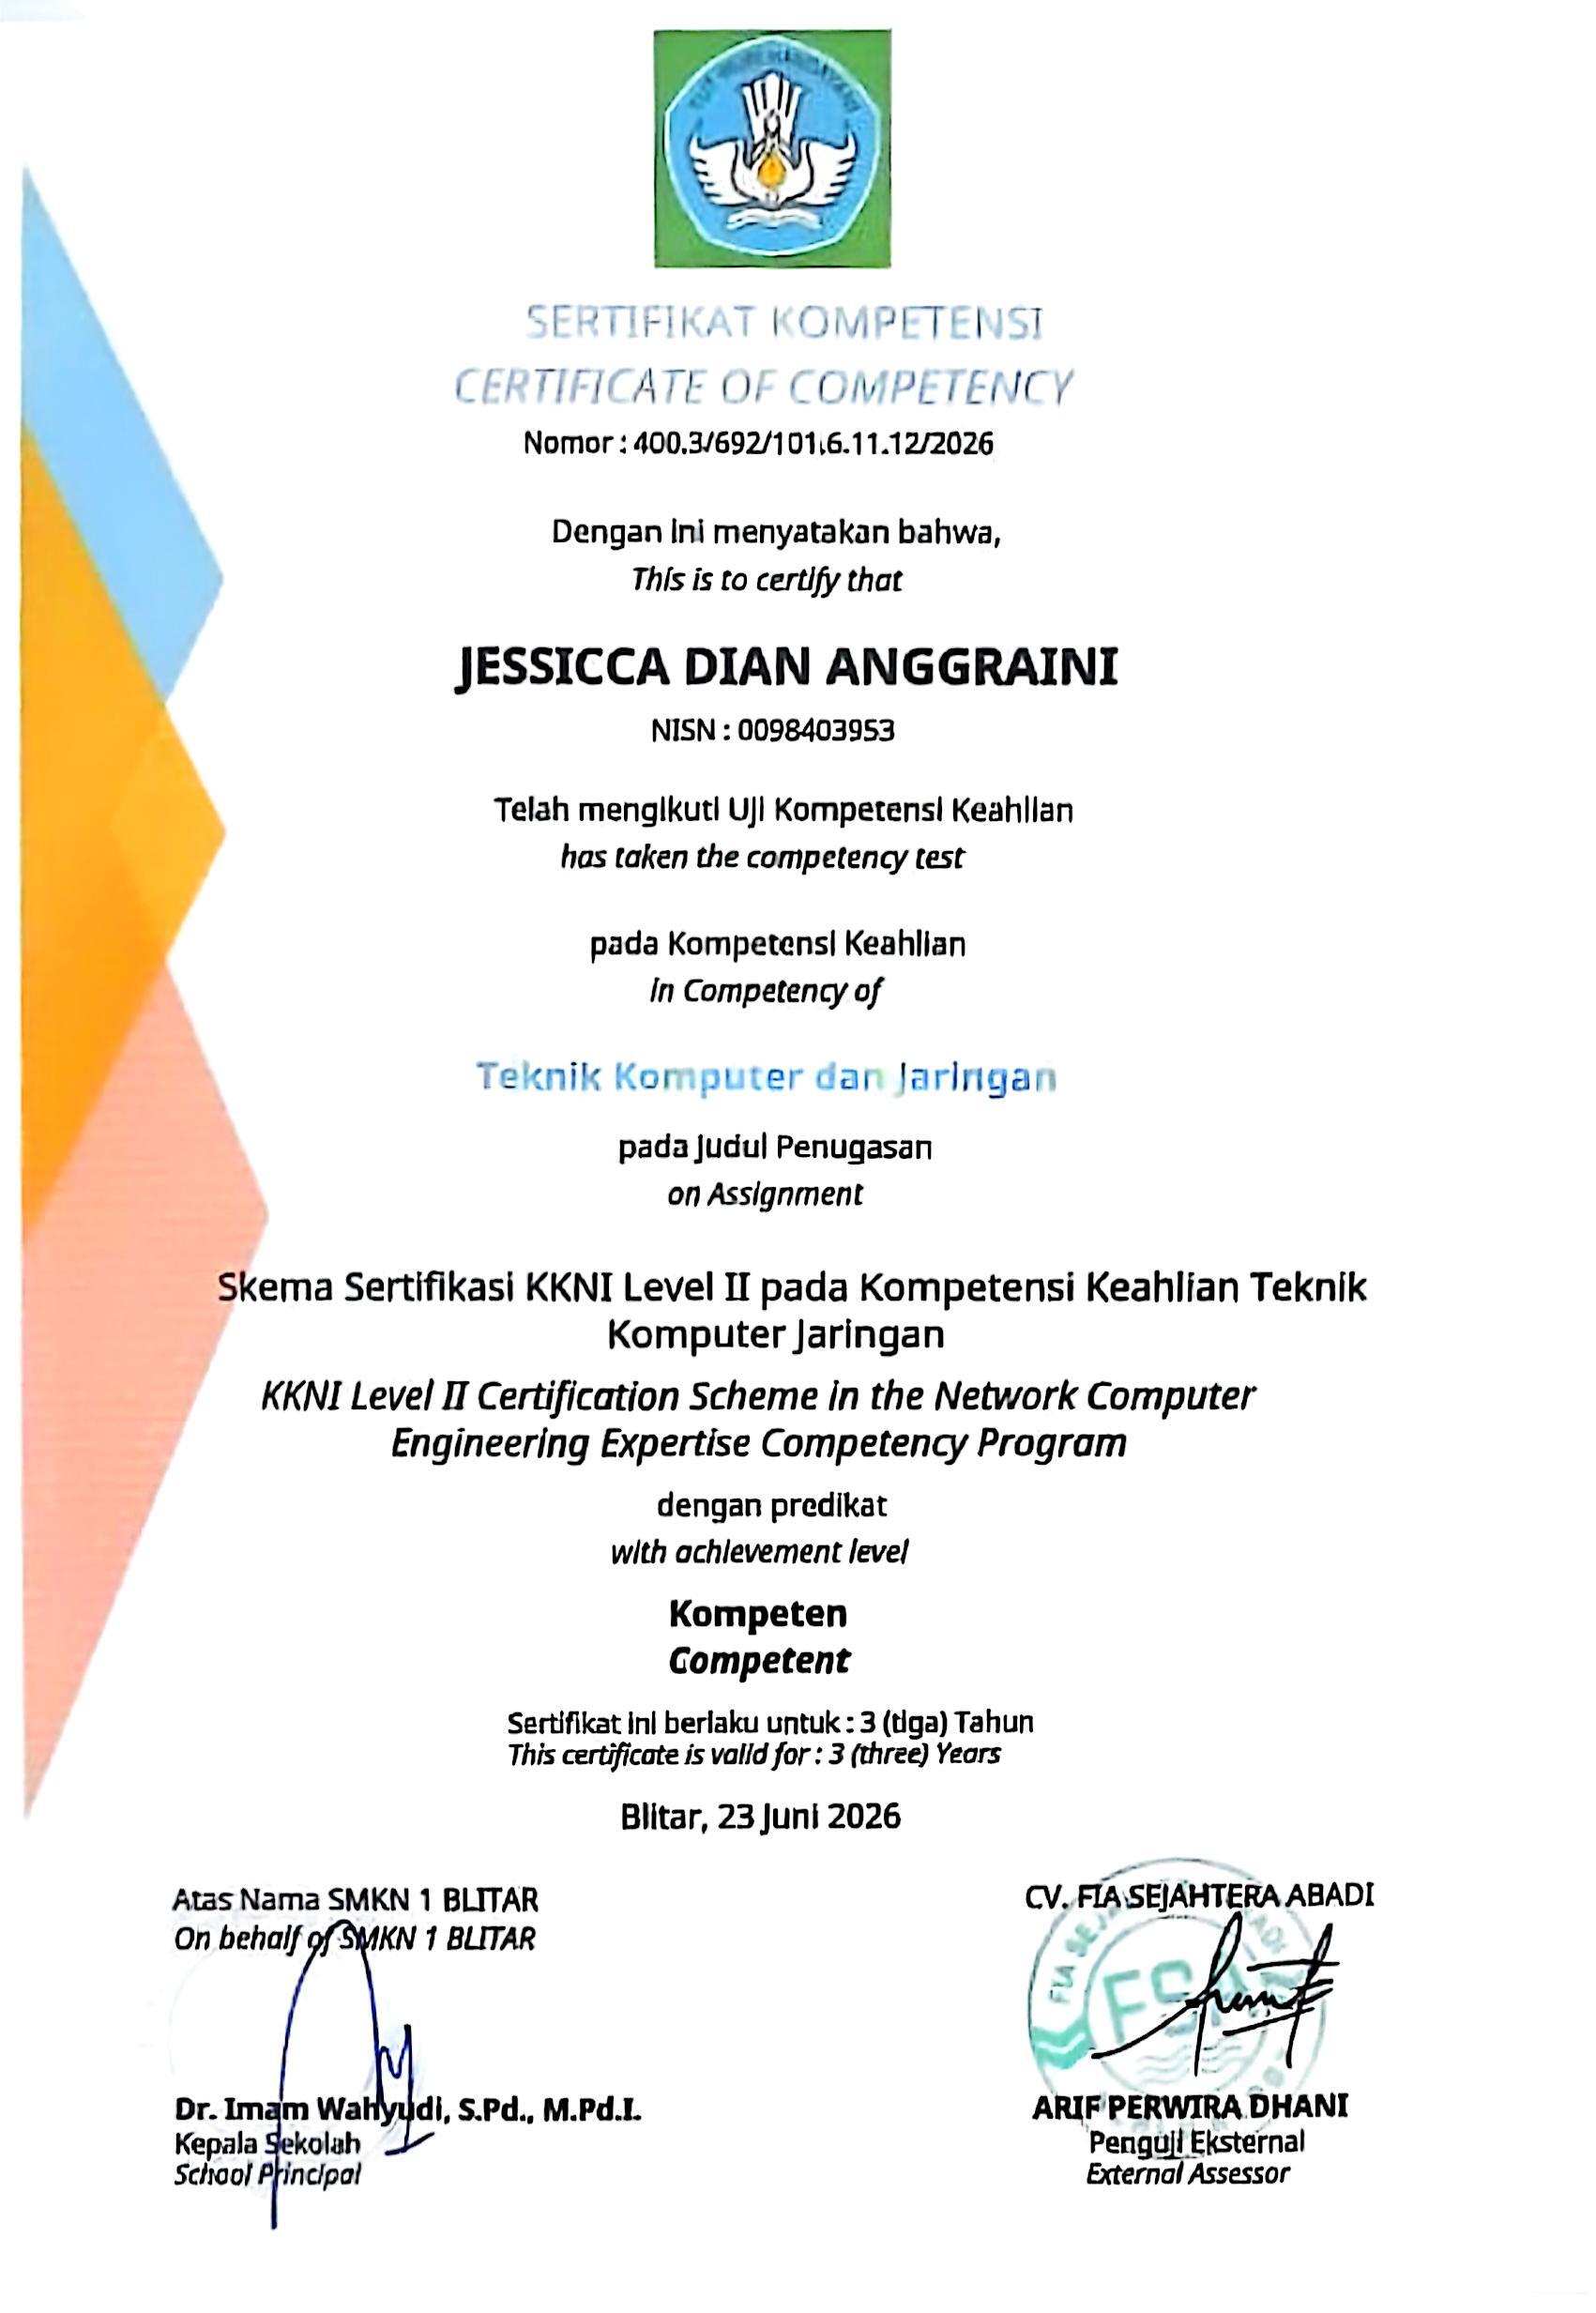 SERTIFIKAT KOMPETENSI
CERTIFICATE OF COMPETENCY
Nomor : 400.3/692/101.6.11.12/2026
Dengan ini menyatakan bahwa,
This is to certify that
JESSICCA DIAN ANGGRAINI
NISN : 0098403953
Telah mengikuti Uji Kompetensi Keahlian
has taken the competency test
pada Kompetensi Keahlian
in Competency of
Teknik Komputer dan Jaringan
pada Judul Penugasan
on Assignment
Skema Sertifikasi KKNI Level II pada Kompetensi Keahlian Teknik
Komputer Jaringan
KKNI Level II Certification Scheme in the Network Computer
Engineering Expertise Competency Program
dengan predikat
with achievement level
Kompeten
Competent
Sertifikat ini berlaku untuk : 3 (tiga) Tahun
This certificate is valid for : 3 (three) Years
Blitar, 23 Juni 2026
Atas Nama SMKN 1 BLITAR
On behalf of SMKN 1 BLITAR
Dr. Imam Wahyudi, S.Pd., M.Pd.I.
Kepala Sekolah
School Principal
CV. FIA SEJAHTERA ABADI
FSA
ARIF PERWIRA DHANI
Penguji Eksternal
External Assessor